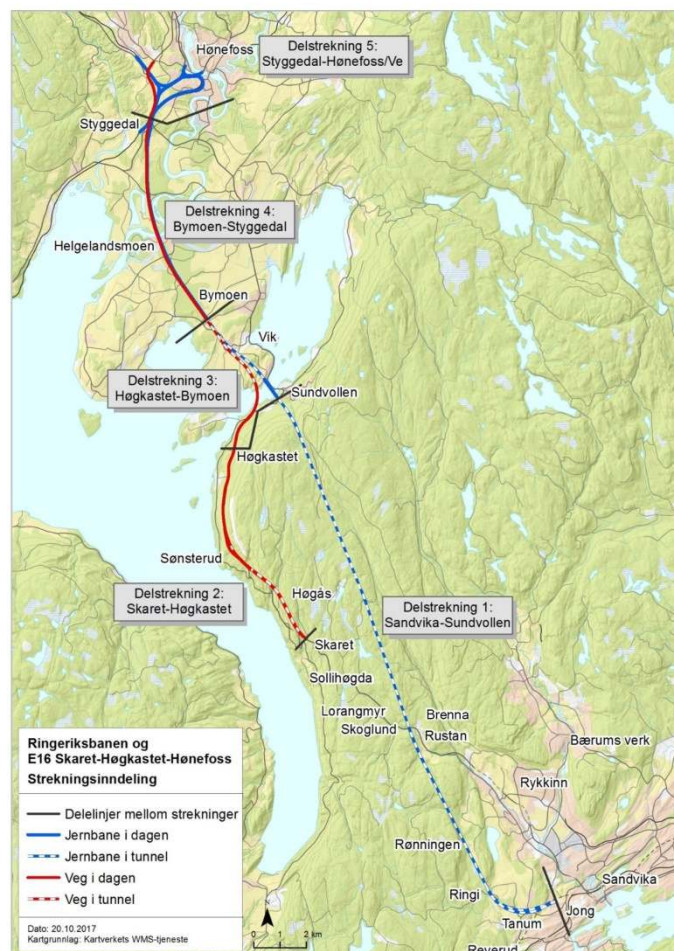 Hønefoss
Delstrekning 5:
Styggedal-Hønefoss/Ve
Styggedal
Delstrekning 4:
Bymoen-Styggedal
Helgelandsmoen
Bymoen
Vik
Delstrekning 3:
Høgkastet-Bymoen
Sundvollen
Høgkastet
Sønsterud
Delstrekning 2:
Skaret-Høgkastet
Høgås
Delstrekning 1:
Sandvika-Sundvollen
Skaret
Sollihøgda
Lorangmyr
Skoglund
Brenna
Rustan
Bærums verk
Rykkinn
Rønningen
Ringi
Sandvika
Tanum
Jong
Reverud
Ringeriksbanen og
E16 Skaret-Høgkastet-Hønefoss
Strekningsinndeling
Delelinjer mellom strekninger
Jernbane i dagen
Jernbane i tunnel
Veg i dagen
Veg i tunnel
Dato: 20.10.2017
Kartgrunnlag: Kartverkets WMS-tjeneste
N
0 1 2 km